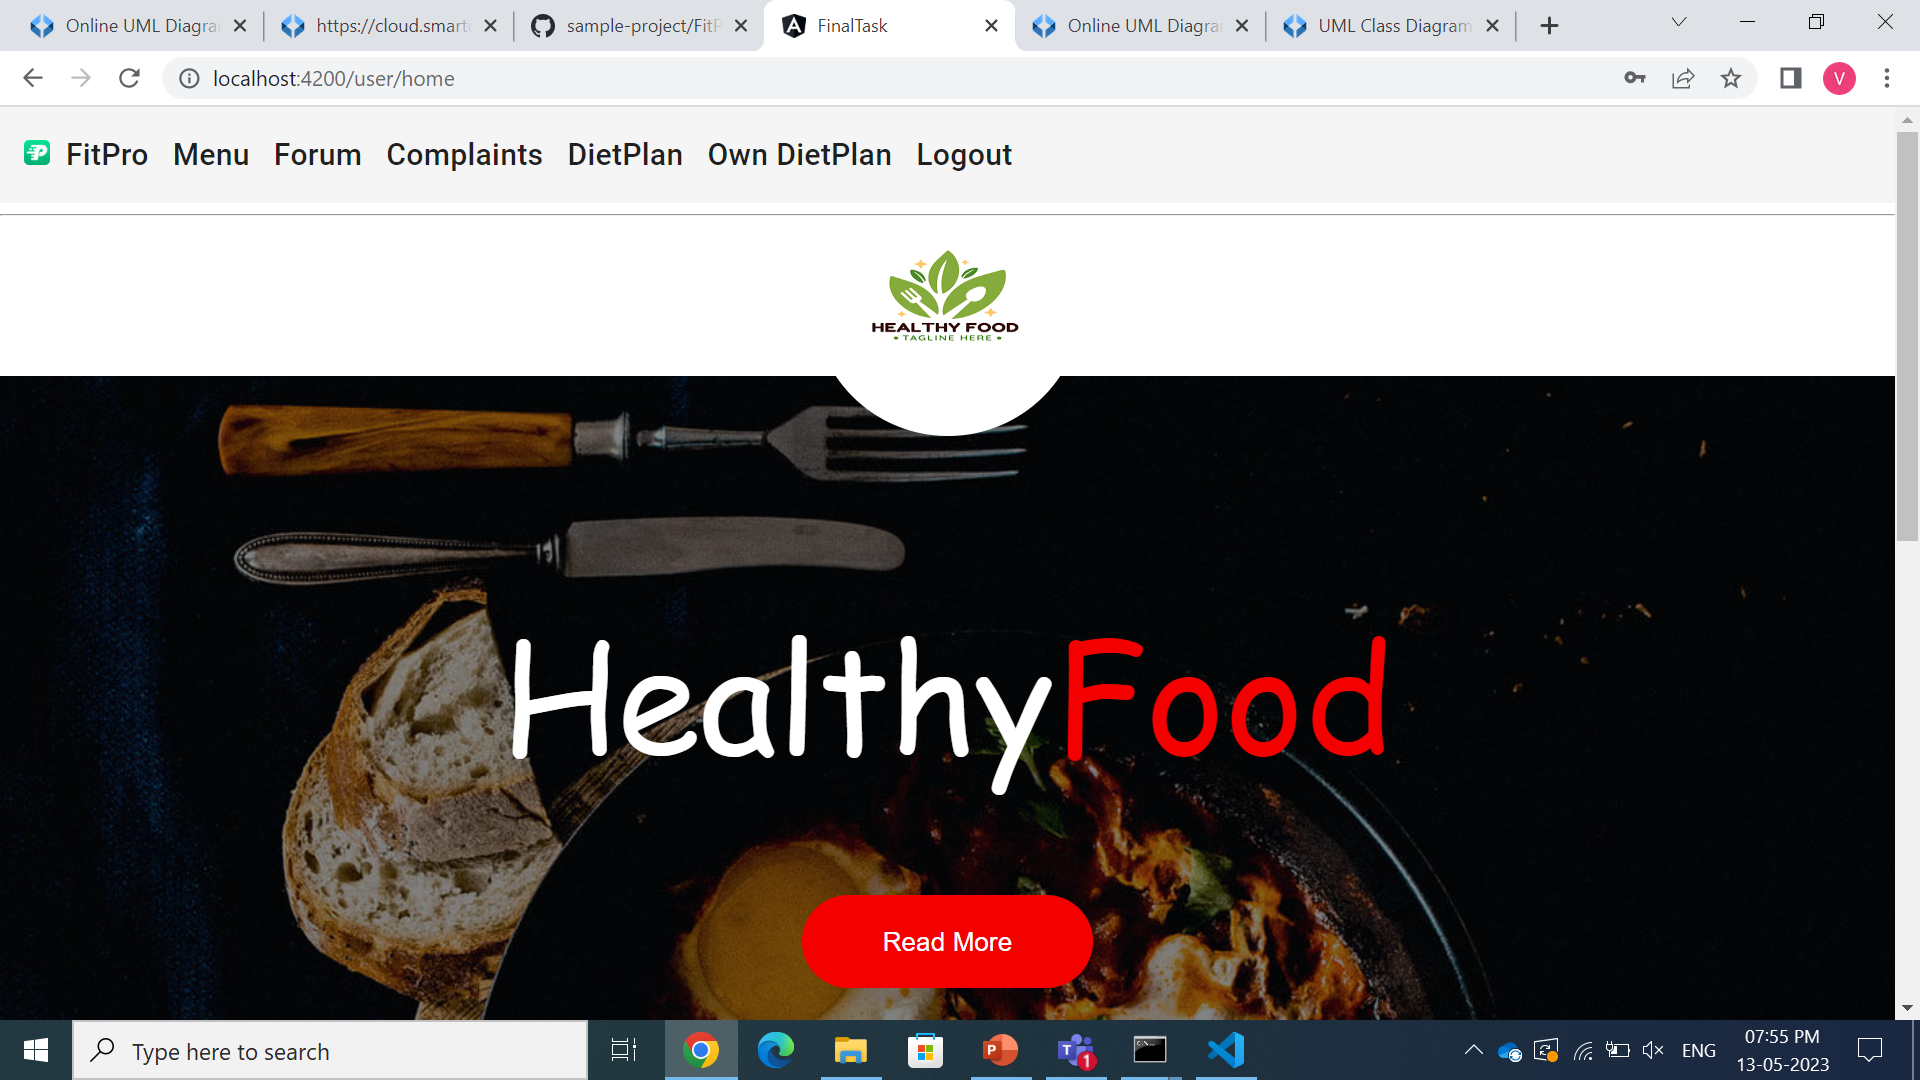 Online UML Diagra
https://cloud.smart
sample-project/FitP
FinalTask
Online UML Diagra
UML Class Diagram
localhost:4200/user/home
V
FitPro Menu Forum Complaints DietPlan Own DietPlan Logout
HEALTHY FOOD
• TAGLINE HERE •
HealthyFood
Read More
Type here to search
1
ENG
07:55 PM
13-05-2023